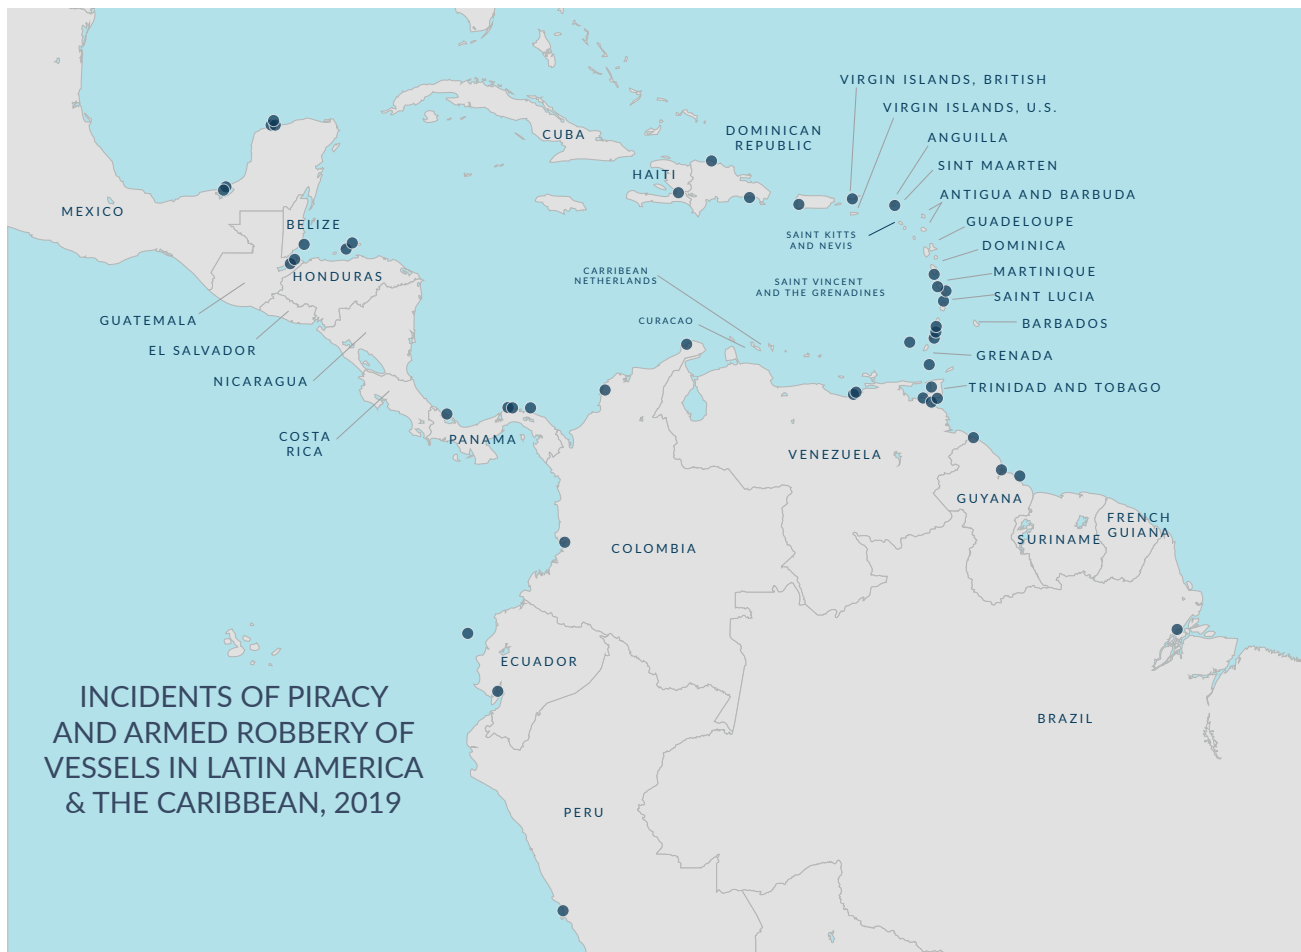 VIRGIN ISLANDS, BRITISH
VIRGIN ISLANDS, U.S.
CUBA
DOMINICAN
REPUBLIC
ANGUILLA
HAITI
SINT MAARTEN
ANTIGUA AND BARBUDA
MEXICO
BELIZE
GUADELOUPE
SAINT KITTS
AND NEVIS
DOMINICA
HONDURAS
CARRIBEAN
NETHERLANDS
MARTINIQUE
SAINT VINCENT
AND THE GRENADINES
SAINT LUCIA
GUATEMALA
CURACAO
BARBADOS
EL SALVADOR
GRENADA
NICARAGUA
TRINIDAD AND TOBAGO
COSTA
RICA
PANAMA
VENEZUELA
GUYANA
FRENCH
GUIANA
SURINAME
COLOMBIA
ECUADOR
INCIDENTS OF PIRACY
AND ARMED ROBBERY OF
VESSELS IN LATIN AMERICA
& THE CARIBBEAN, 2019
BRAZIL
PERU